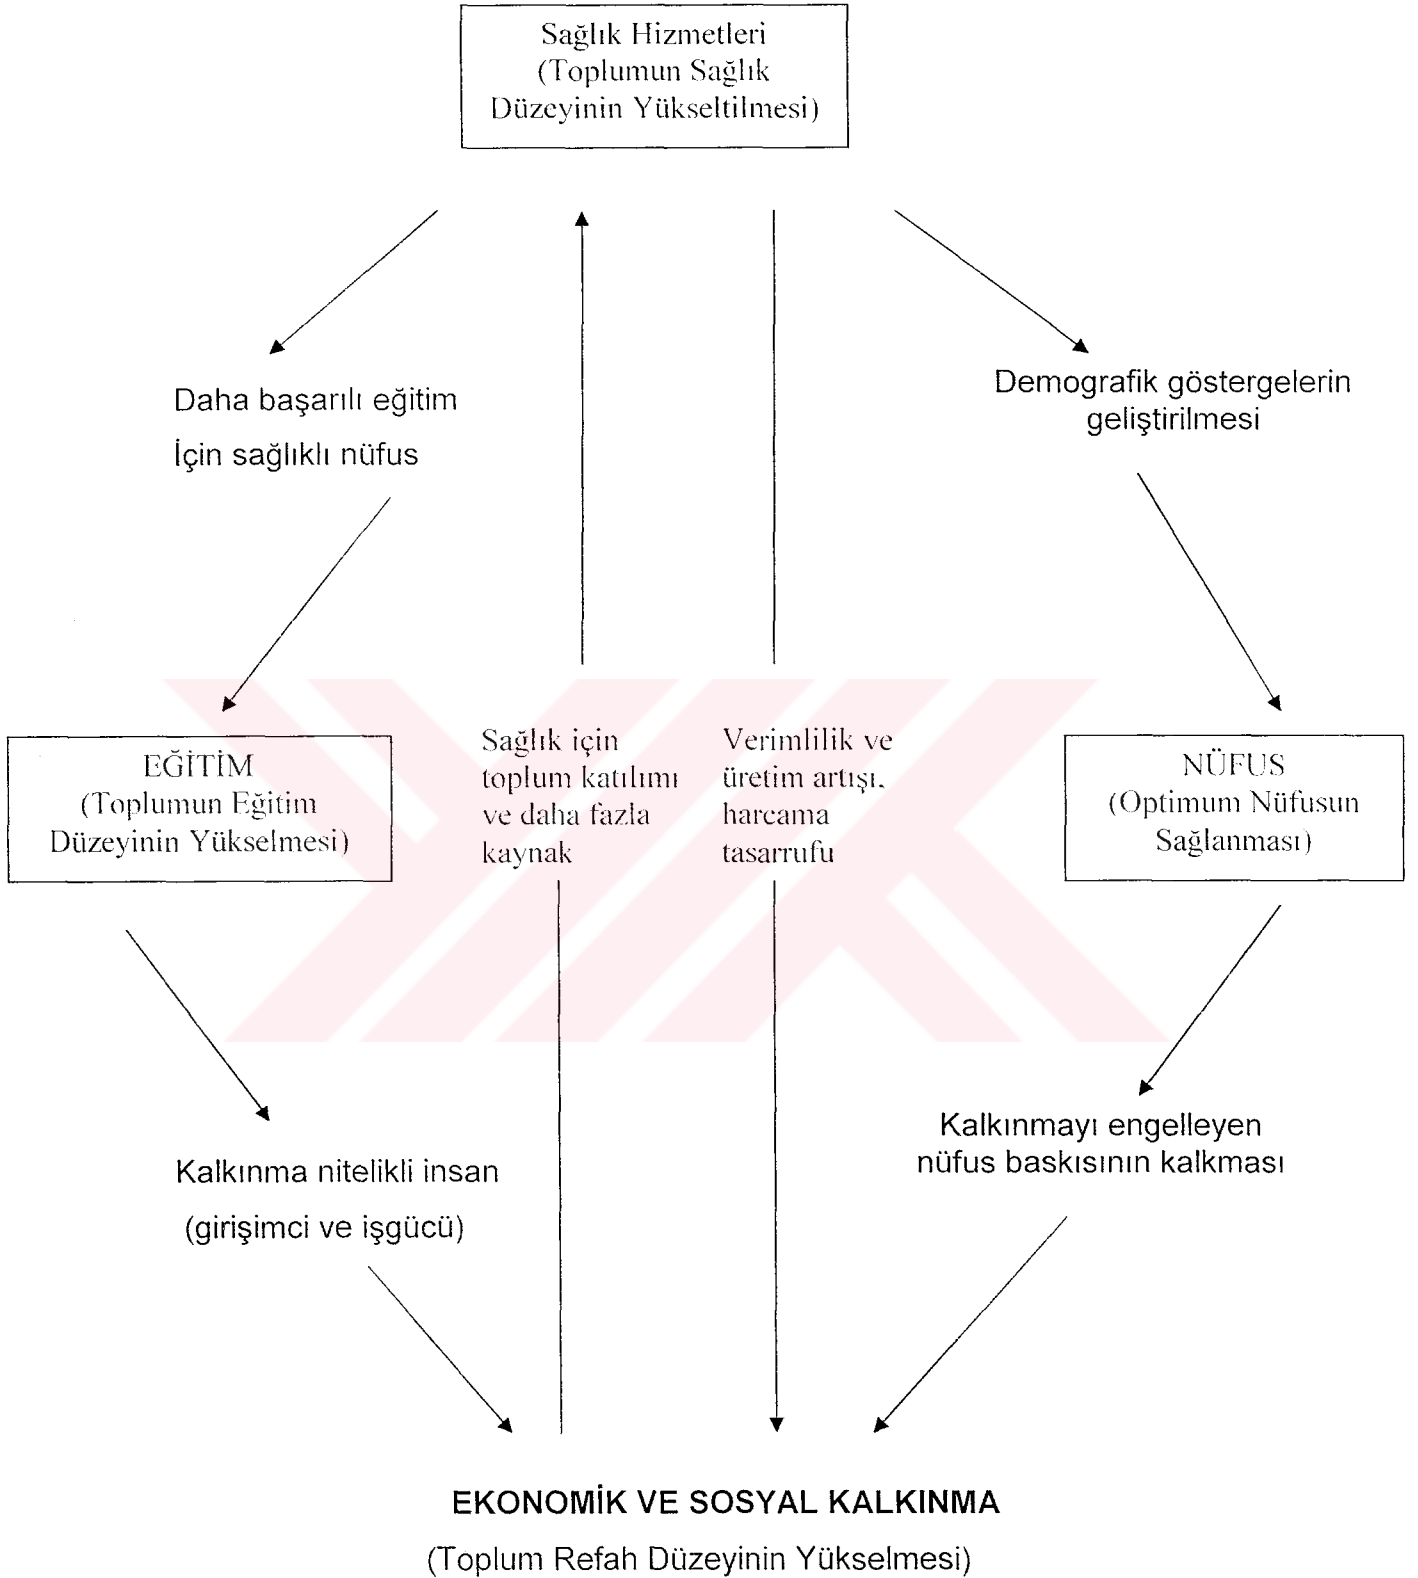 Sağlık Hizmetleri
(Toplumun Sağlık
Düzeyinin Yükseltilmesi)
Daha başarılı eğitim
İçin sağlıklı nüfus
Demografik göstergelerin
geliştirilmesi
EĞİTİM
(Toplumun Eğitim
Düzeyinin Yükselmesi)
Sağlık için
toplum katılımı
ve daha fazla
kaynak
Verimlilik ve
üretim artışı,
harcama
tasarrufu
NÜFUS
(Optimum Nüfusun
Sağlanması)
Kalkınma nitelikli insan
(girişimci ve işgücü)
Kalkınmayı engelleyen
nüfus baskısının kalkması
EKONOMİK VE SOSYAL KALKINMA
(Toplum Refah Düzeyinin Yükselmesi)